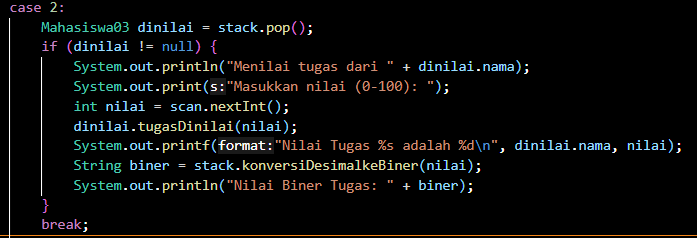 case 2:
Mahasiswa03 dinilai = stack.pop();
if (dinilai != null) {
System.out.println("Menilai tugas dari " + dinilai.nama);
System.out.print(s:"Masukkan nilai (0-100): ");
int nilai = scan.nextInt();
dinilai.tugasDinilai(nilai);
System.out.printf(format:"Nilai Tugas %s adalah %d\n", dinilai.nama, nilai);
String biner = stack.konversiDesimalkeBiner(nilai);
System.out.println("Nilai Biner Tugas: " + biner);
}
break;